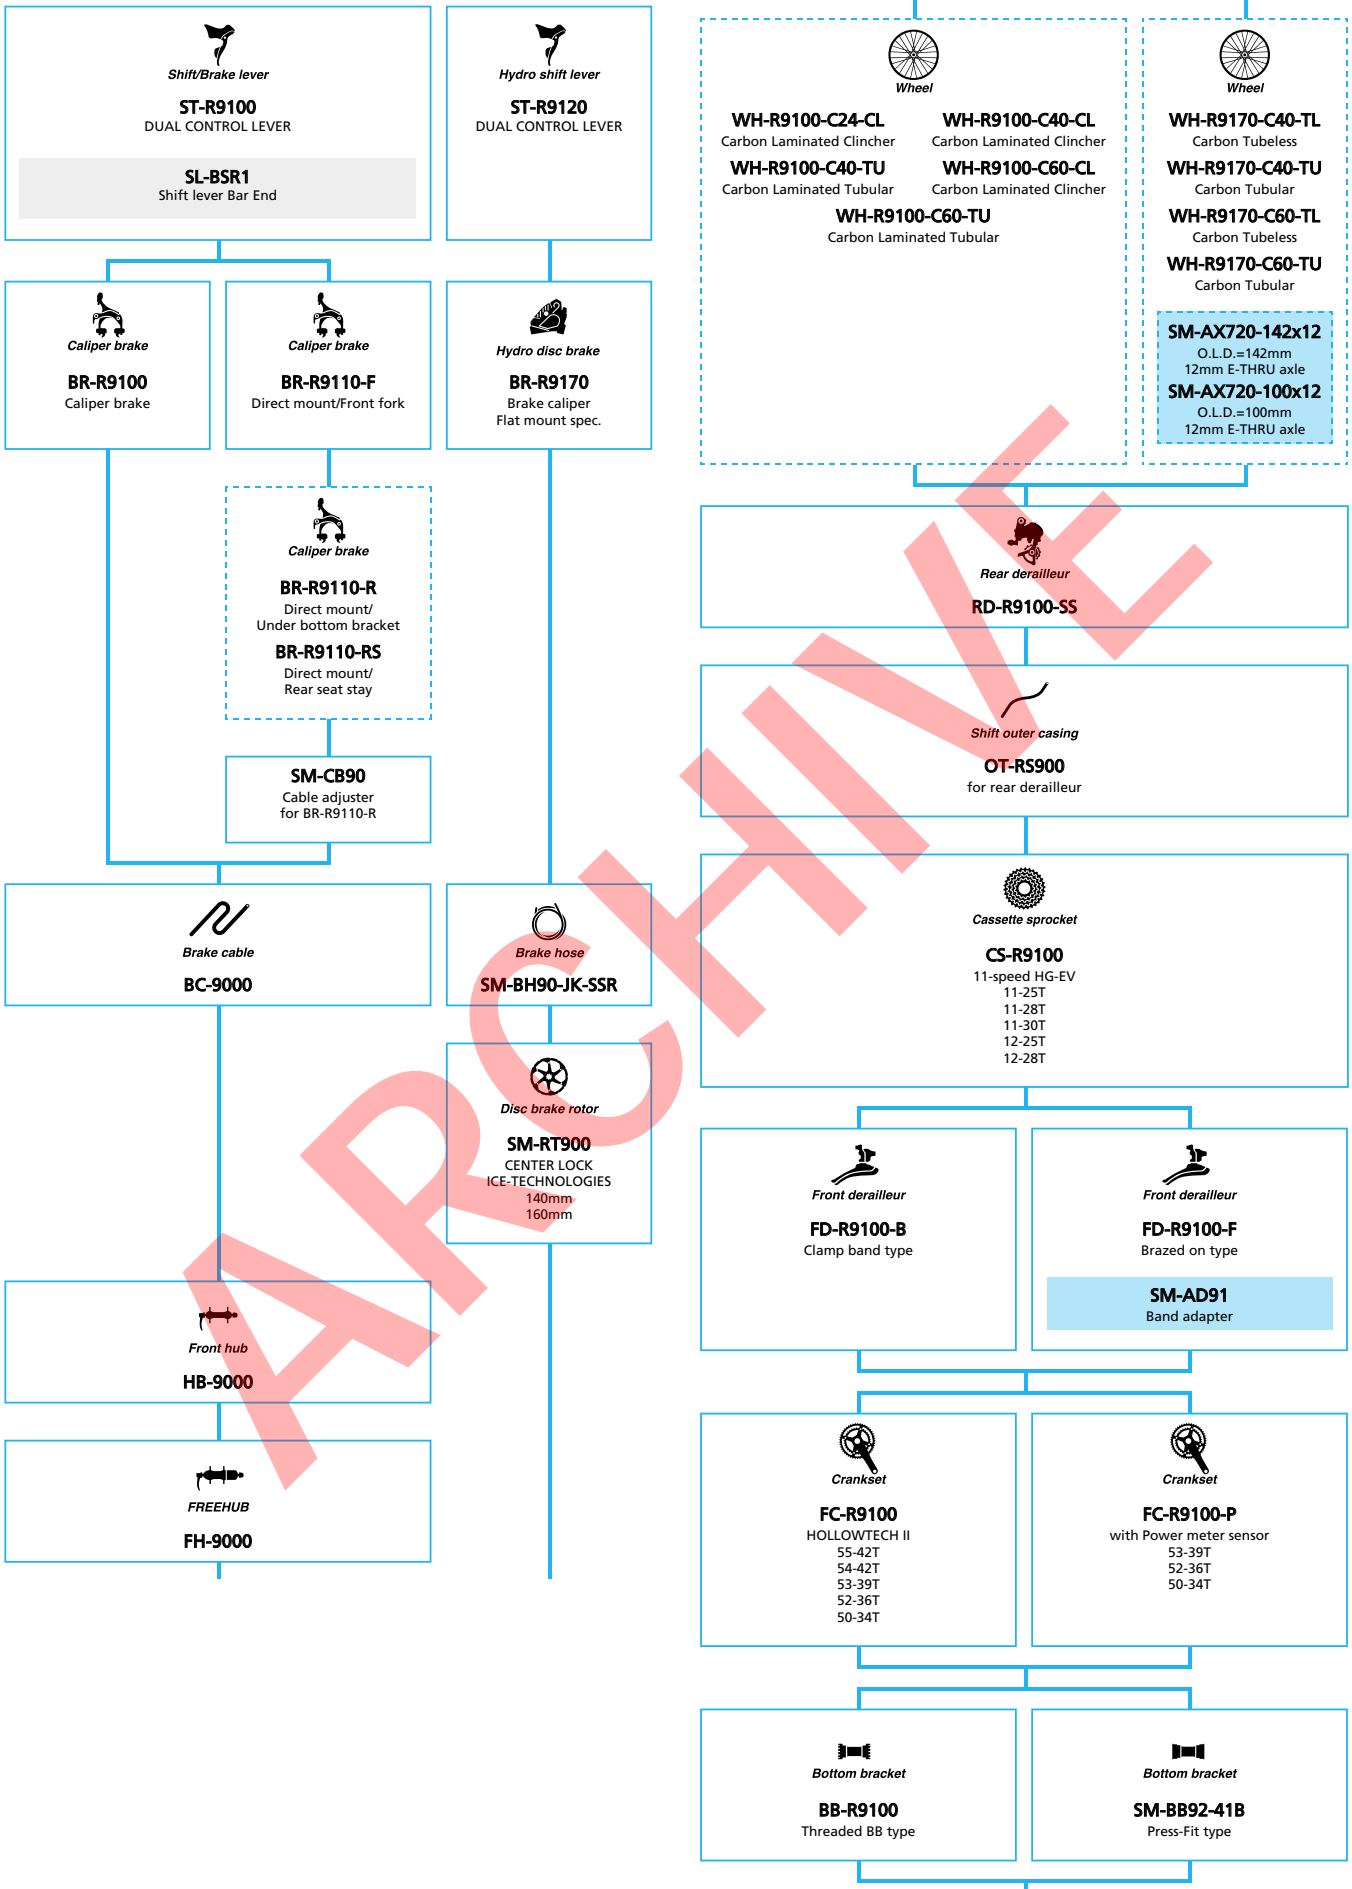 Shift/Brake lever
ST-R9100
DUAL CONTROL LEVER
SL-BSR1
Shift lever Bar End
Hydro shift lever
ST-R9120
DUAL CONTROL LEVER
Caliper brake
BR-R9100
Caliper brake
Caliper brake
BR-R9110-F
Direct mount/Front fork
Hydro disc brake
BR-R9170
Brake caliper
Flat mount spec.
Caliper brake
BR-R9110-R
Direct mount/
Under bottom bracket
BR-R9110-RS
Direct mount/
Rear seat stay
SM-CB90
Cable adjuster
for BR-R9110-R
Brake cable
BC-9000
Brake hose
SM-BH90-JK-SSR
Disc brake rotor
SM-RT900
CENTER LOCK
ICE-TECHNOLOGIES
140mm
160mm
Front hub
HB-9000
FREEHUB
FH-9000
Wheel
WH-R9100-C24-CL
Carbon Laminated Clincher
WH-R9100-C40-CL
Carbon Laminated Clincher
WH-R9100-C40-TU
Carbon Laminated Tubular
WH-R9100-C60-CL
Carbon Laminated Clincher
WH-R9100-C60-TU
Carbon Laminated Tubular
Wheel
WH-R9170-C40-TL
Carbon Tubeless
WH-R9170-C40-TU
Carbon Tubular
WH-R9170-C60-TL
Carbon Tubeless
WH-R9170-C60-TU
Carbon Tubular
SM-AX720-142x12
O.L.D.=142mm
12mm E-THRU axle
SM-AX720-100x12
O.L.D.=100mm
12mm E-THRU axle
Rear derailleur
RD-R9100-SS
Shift outer casing
OT-RS900
for rear derailleur
Cassette sprocket
CS-R9100
11-speed HG-EV
11-25T
11-28T
11-30T
12-25T
12-28T
Front derailleur
FD-R9100-B
Clamp band type
Front derailleur
FD-R9100-F
Brazed on type
SM-AD91
Band adapter
Crankset
FC-R9100
HOLLOWTECH II
55-42T
54-42T
53-39T
52-36T
50-34T
Crankset
FC-R9100-P
with Power meter sensor
53-39T
52-36T
50-34T
Bottom bracket
BB-R9100
Threaded BB type
Bottom bracket
SM-BB92-41B
Press-Fit type
ARCHIVE